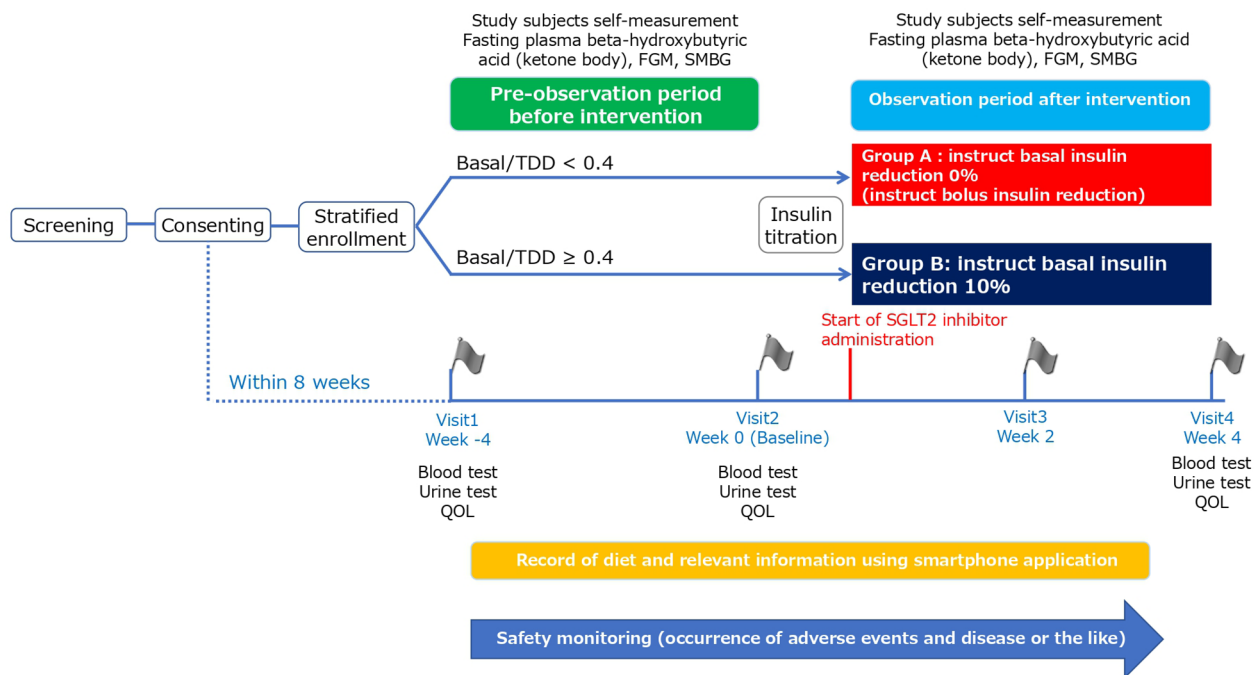 Study subjects self-measurement
Fasting plasma beta-hydroxybutyric
acid (ketone body), FGM, SMBG
Study subjects self-measurement
Fasting plasma beta-hydroxybutyric acid
(ketone body), FGM, SMBG
Pre-observation period
before intervention
Observation period after intervention
Basal/TDD < 0.4
Group A : instruct basal insulin
reduction 0%
(instruct bolus insulin reduction)
Screening
Consenting
Stratified
enrollment
Insulin
titration
Basal/TDD ≥ 0.4
Group B: instruct basal insulin
reduction 10%
Start of SGLT2 inhibitor
administration
Within 8 weeks
Visit1
Week -4
Visit2
Week 0 (Baseline)
Visit3
Week 2
Visit4
Week 4
Blood test
Urine test
QOL
Blood test
Urine test
QOL
Blood test
Urine test
QOL
Record of diet and relevant information using smartphone application
Safety monitoring (occurrence of adverse events and disease or the like)